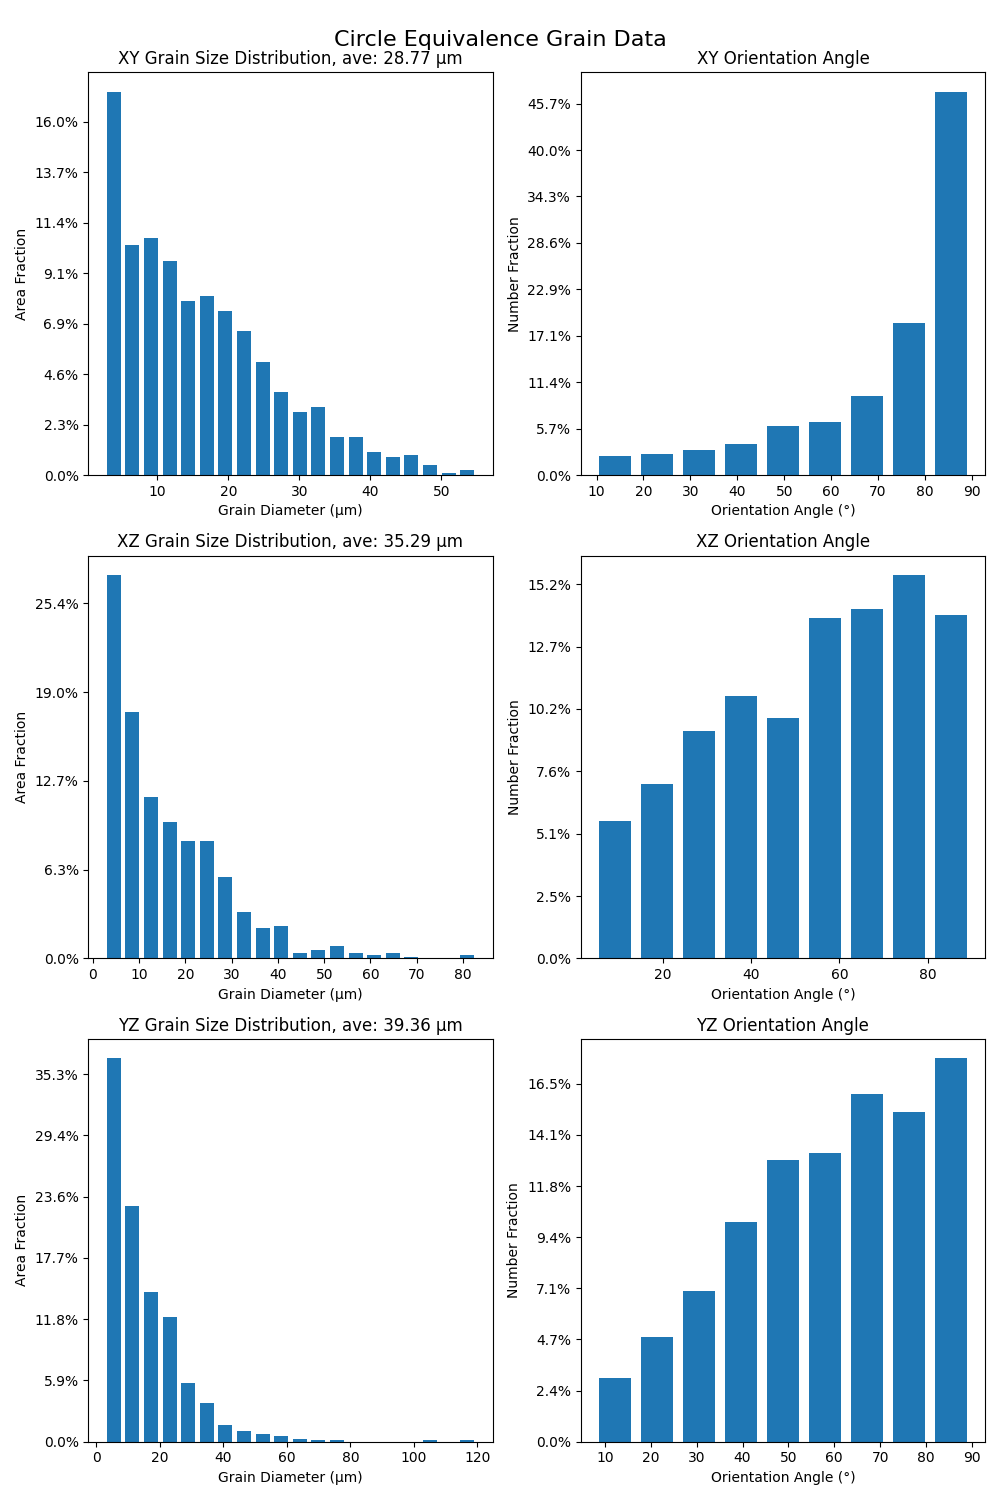 Circle Equivalence Grain Data
XY Grain Size Distribution, ave: 28.77 μm
16.0%
13.7%
11.4%
9.1%
6.9%
4.6%
2.3%
0.0%
Area Fraction
10 20 30 40 50
Grain Diameter (μm)
XY Orientation Angle
45.7%
40.0%
34.3%
28.6%
22.9%
17.1%
11.4%
5.7%
0.0%
Number Fraction
10 20 30 40 50 60 70 80 90
Orientation Angle (°)
XZ Grain Size Distribution, ave: 35.29 μm
25.4%
19.0%
12.7%
6.3%
0.0%
Area Fraction
0 10 20 30 40 50 60 70 80
Grain Diameter (μm)
XZ Orientation Angle
15.2%
12.7%
10.2%
7.6%
5.1%
2.5%
0.0%
Number Fraction
20 40 60 80
Orientation Angle (°)
YZ Grain Size Distribution, ave: 39.36 μm
35.3%
29.4%
23.6%
17.7%
11.8%
5.9%
0.0%
Area Fraction
0 20 40 60 80 100 120
Grain Diameter (μm)
YZ Orientation Angle
16.5%
14.1%
11.8%
9.4%
7.1%
4.7%
2.4%
0.0%
Number Fraction
10 20 30 40 50 60 70 80 90
Orientation Angle (°)